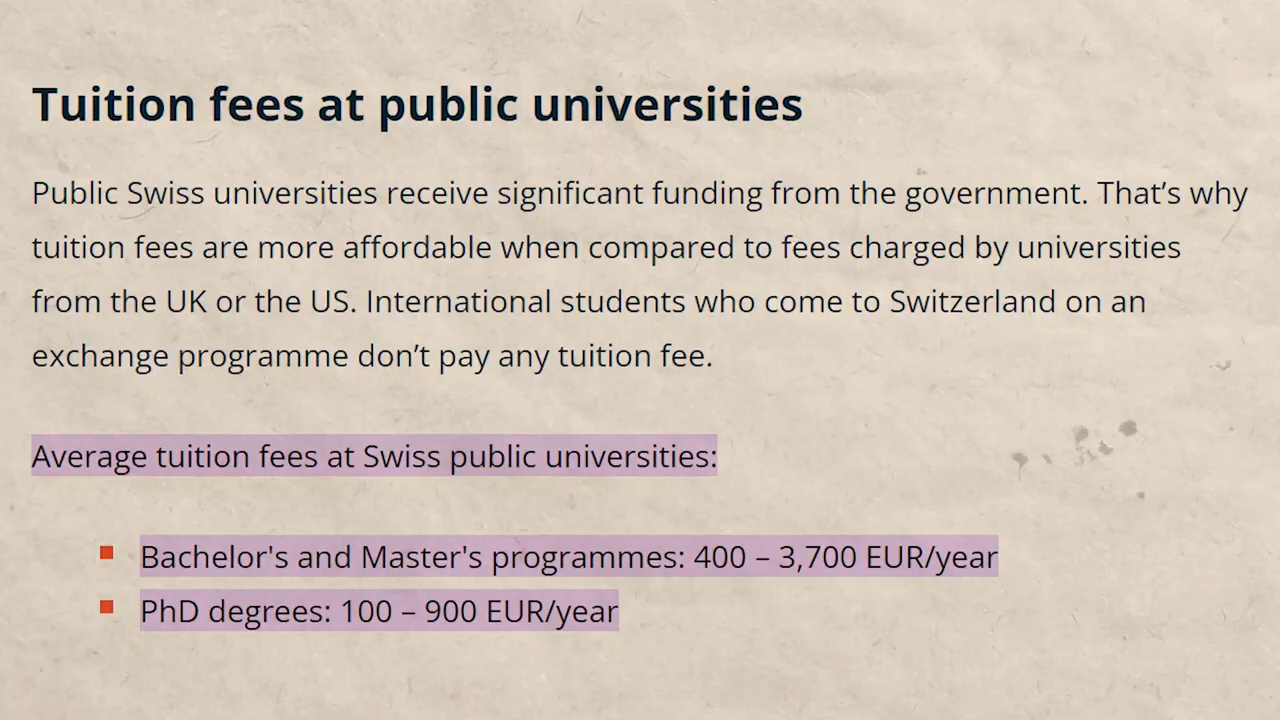 Tuition fees at public universities
Public Swiss universities receive significant funding from the government. That’s why
tuition fees are more affordable when compared to fees charged by universities
from the UK or the US. International students who come to Switzerland on an
exchange programme don’t pay any tuition fee.
Average tuition fees at Swiss public universities:
Bachelor's and Master's programmes: 400 – 3,700 EUR/year
PhD degrees: 100 – 900 EUR/year